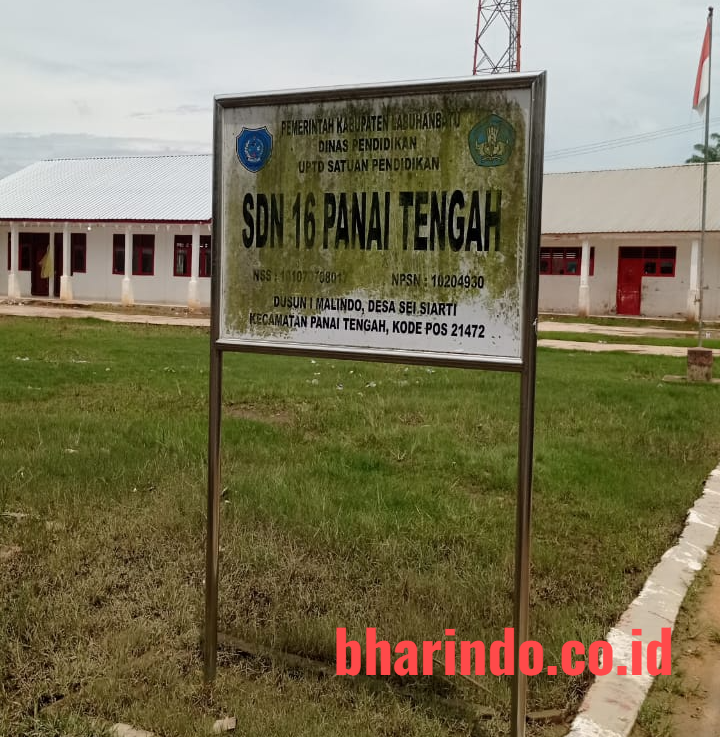 PEMERINTAH KABUPATEN LABUHANBATU
DINAS PENDIDIKAN
UPTD SATUAN PENDIDIKAN
SDN 16 PANAI TENGAH
NSS : NPSN : 10204930
DUSUN I MALINDO, DESA SEI SIARTI
KECAMATAN PANAI TENGAH, KODE POS 21472
bharindo.co.id